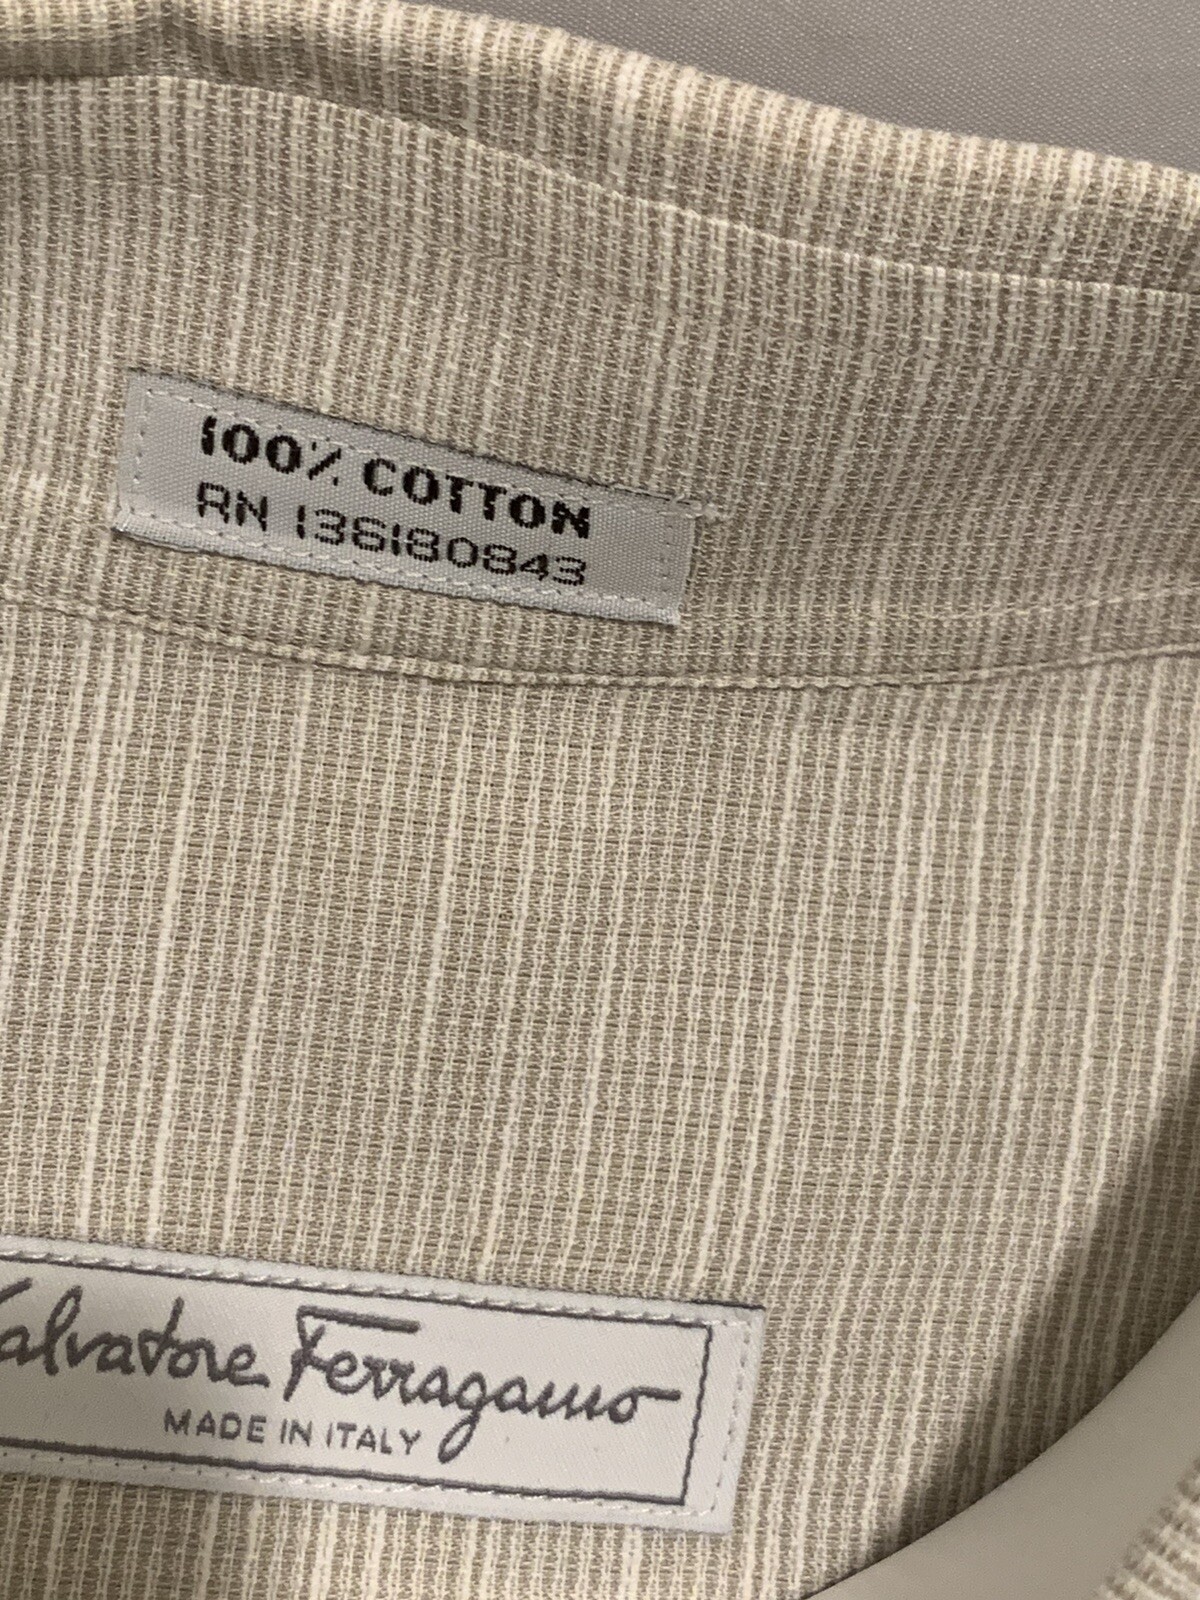 100% COTTON
RN 136180843
Salvatore Ferragamo
MADE IN ITALY